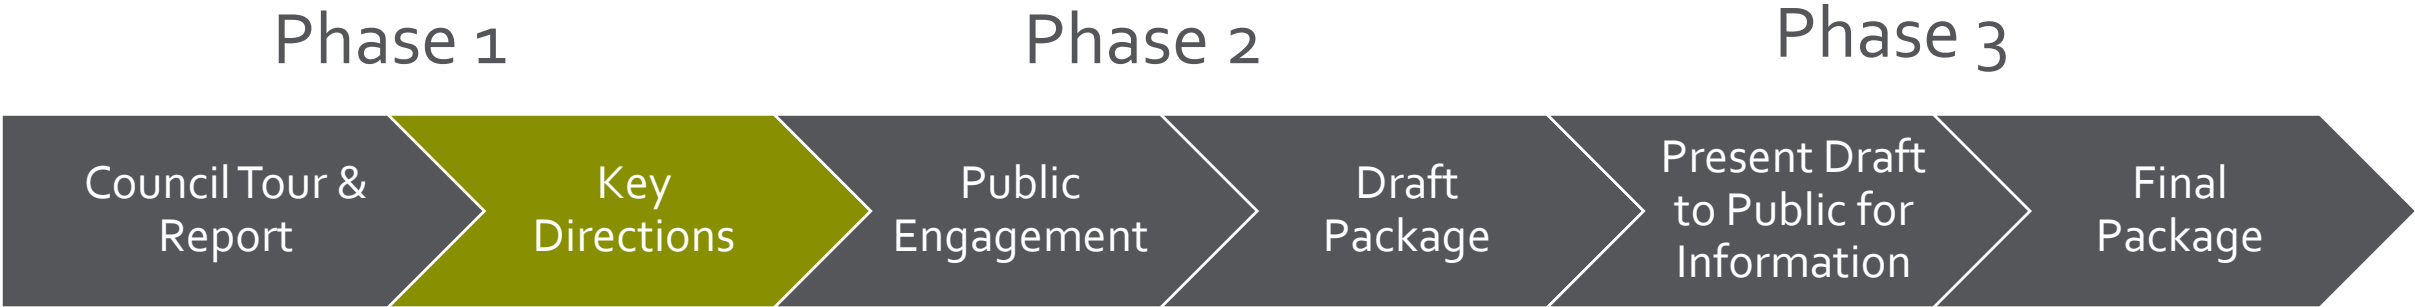 Phase 1
Phase 2
Phase 3
Council Tour &
Report
Key
Directions
Public
Engagement
Draft
Package
Present Draft
to Public for
Information
Final
Package